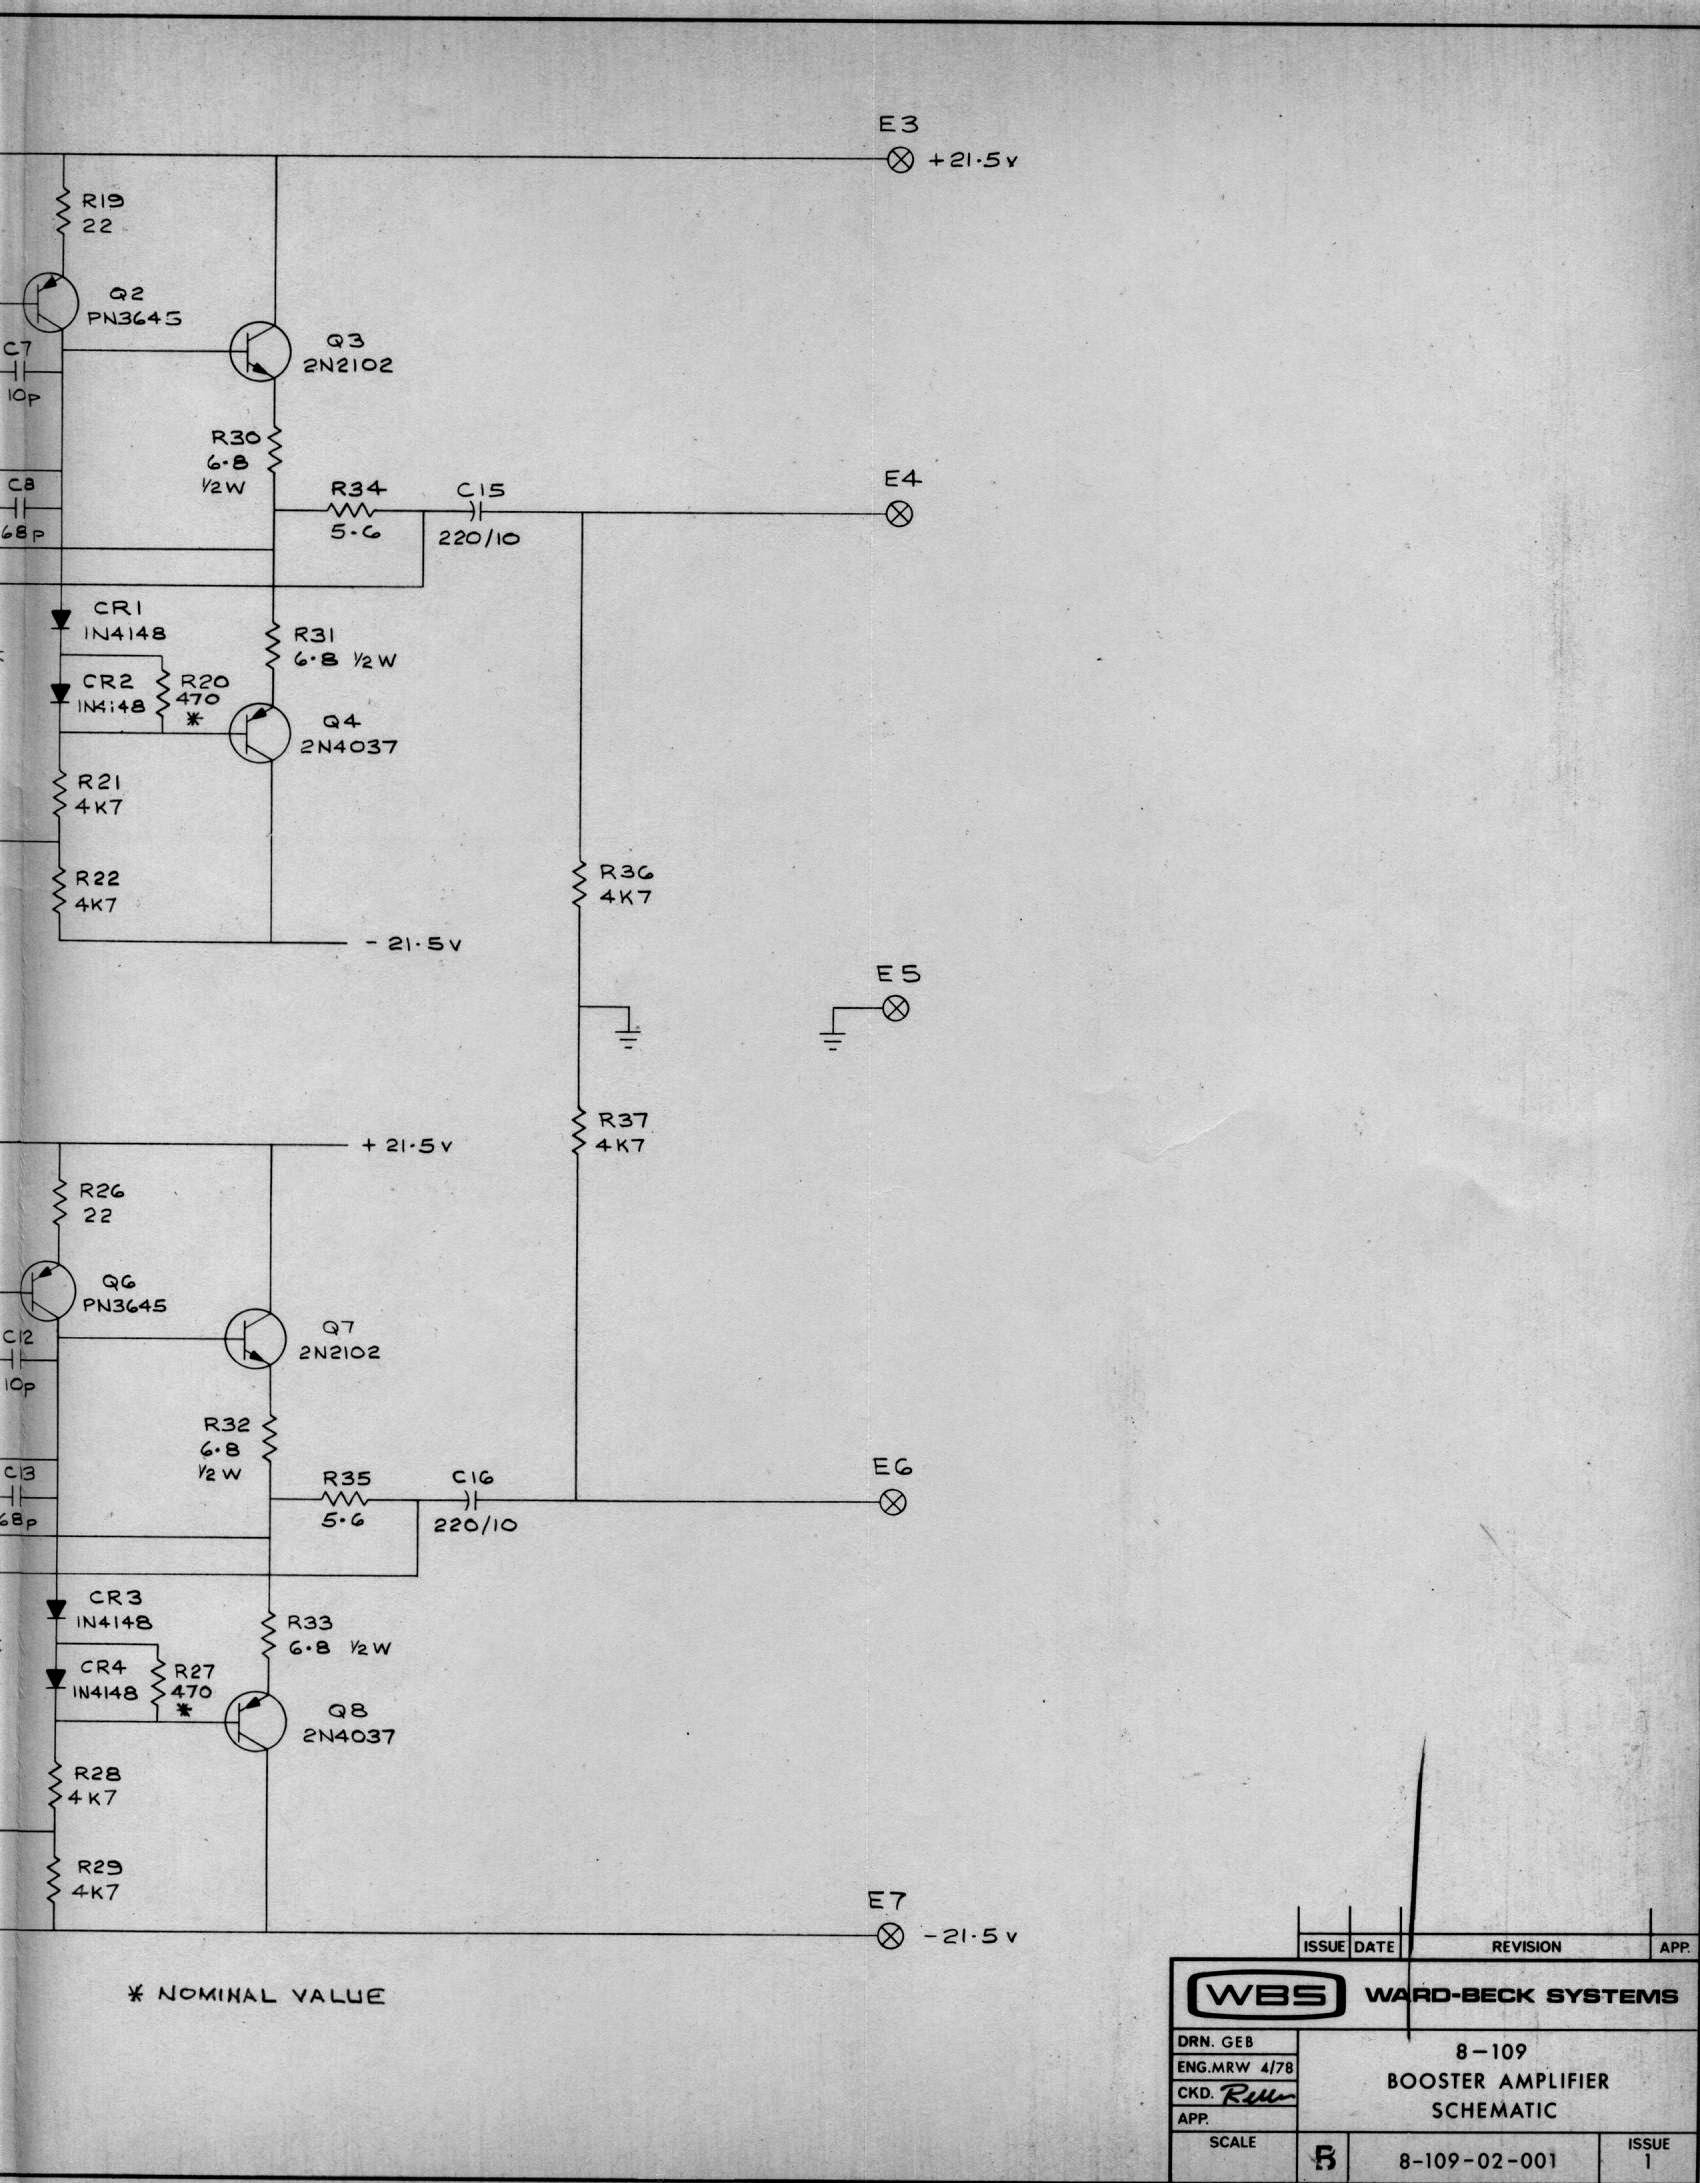 E3
+21.5v
R19
22
Q2
PN3645
C7
10p
Q3
2N2102
R30
6.8
1/2W
C8
68p
R34
5.6
C15
220/10
E4
CR1
1N4148
R31
6.8 1/2W
CR2
1N4148
R20
470
*
Q4
2N4037
R21
4K7
R22
4K7
- 21.5v
R36
4K7
E5
R37
4K7
+ 21.5v
R26
22
Q6
PN3645
C12
10p
Q7
2N2102
R32
6.8
1/2W
C13
68p
R35
5.6
C16
220/10
E6
CR3
1N4148
R33
6.8 1/2W
CR4
1N4148
R27
470
*
Q8
2N4037
R28
4K7
R29
4K7
E7
-21.5v
* NOMINAL VALUE
ISSUE DATE REVISION APP.
WBS WARD-BECK SYSTEMS
DRN. GEB
ENG.MRW 4/78
CKD.
APP.
SCALE
8-109
BOOSTER AMPLIFIER
SCHEMATIC
B
8-109-02-001
ISSUE
1